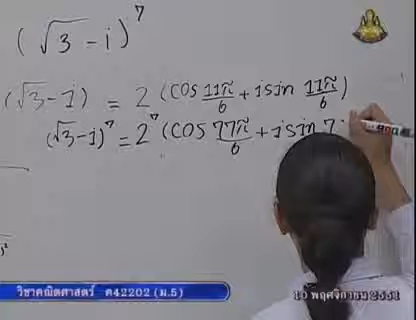 (√3 - i)⁷
(√3 - i) = 2 (cos 11π/6 + i sin 11π/6)
(√3 - i)⁷ = 2⁷ (cos 77π/6 + i sin 7
วิชาคณิตศาสตร์ ค42202 (ม.5)
10 พฤศจิกายน 2551